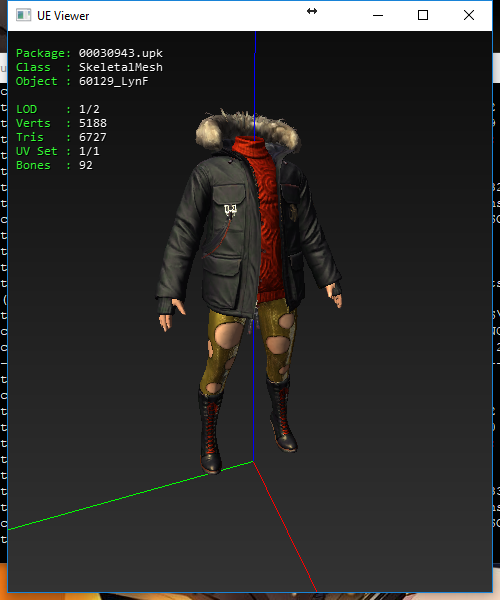 UE Viewer
Package: 00030943.upk
Class : SkeletalMesh
Object : 60129_LynF
LOD : 1/2
Verts : 5188
Tris : 6727
UV Set : 1/1
Bones : 92